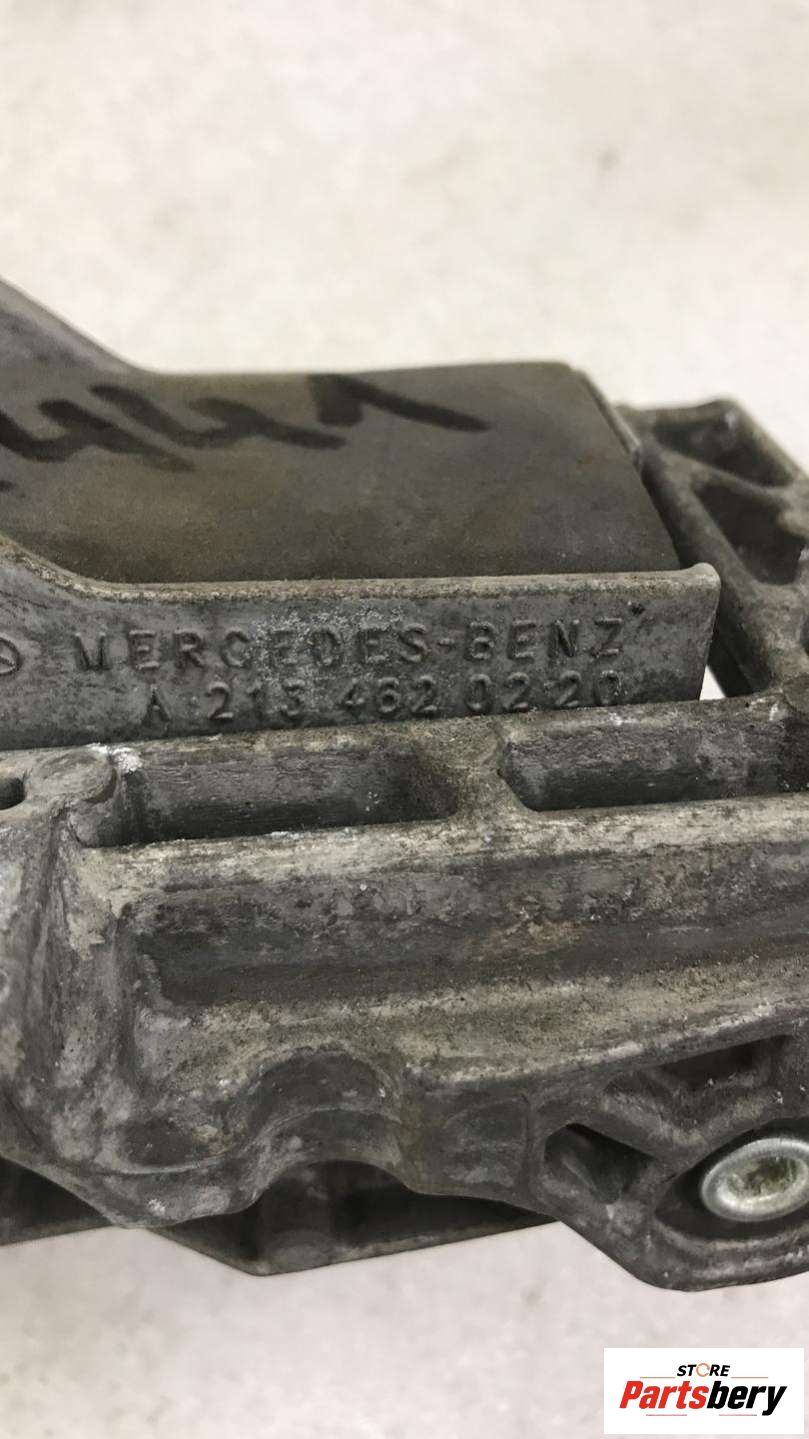 MERCEDES-BENZ
A 213 462 02 20
STORE
Partsbery